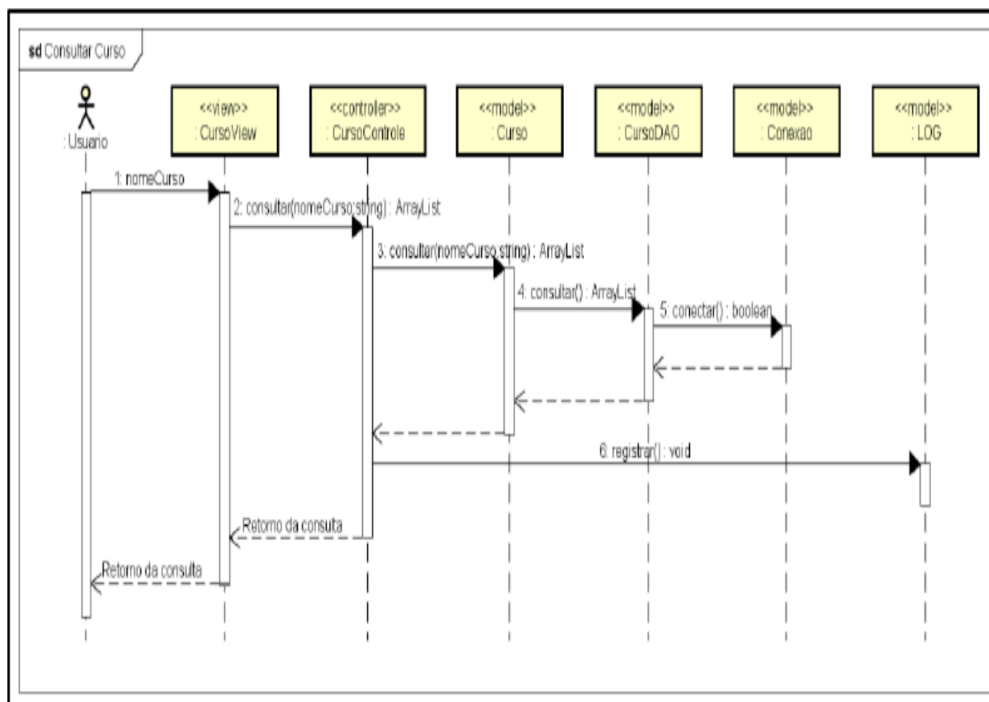 sd Consultar Curso
: Usuario
<<view>>
: CursoView
<<controller>>
: CursoControle
<<model>>
: Curso
<<model>>
: CursoDAO
<<model>>
: Conexao
<<model>>
: LOG
1: nomeCurso
2: consultar(nomeCurso:string) : ArrayList
3: consultar(nomeCurso:string) : ArrayList
4: consultar() : ArrayList
5: conectar() : boolean
6: registrar() : void
Retorno da consulta
Retorno da consulta